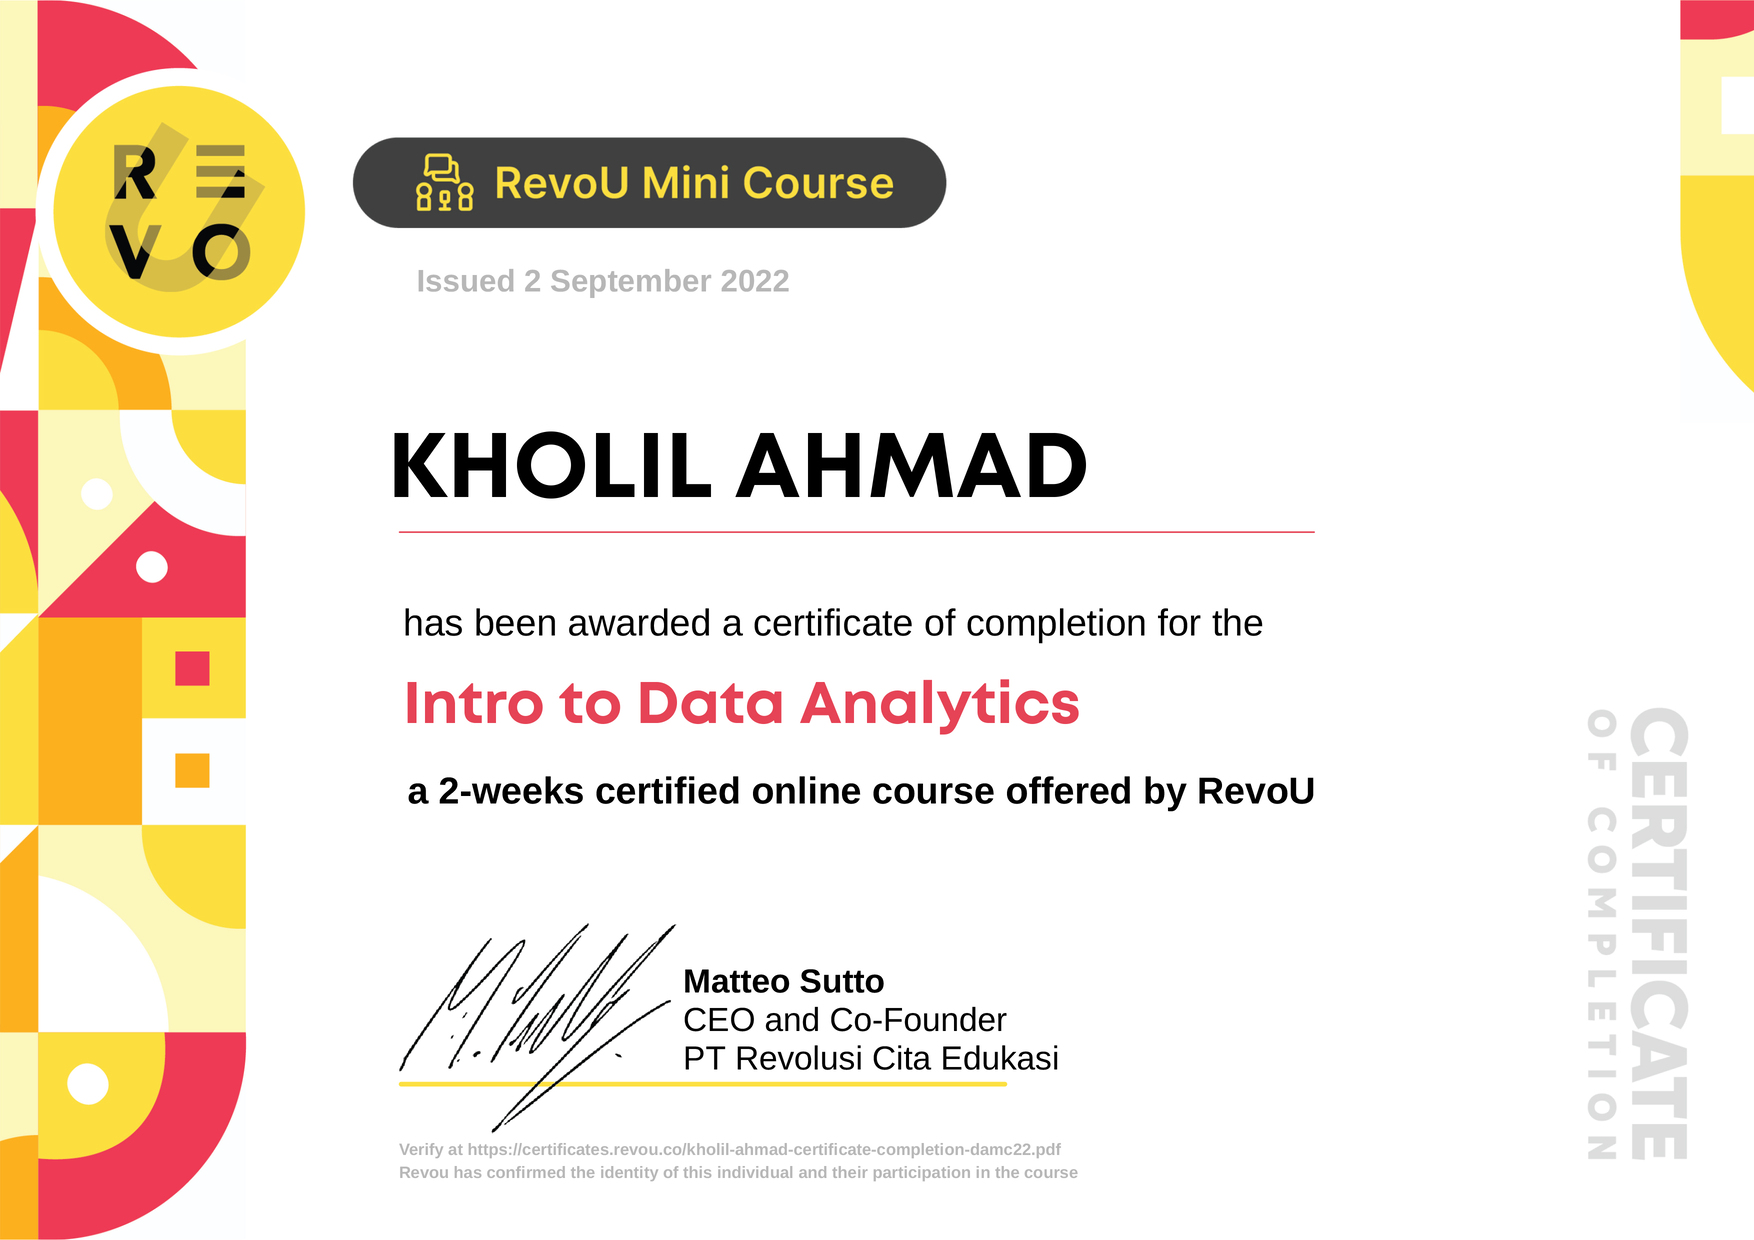 R E
V O
RevoU Mini Course
Issued 2 September 2022
KHOLIL AHMAD
has been awarded a certificate of completion for the
Intro to Data Analytics
a 2-weeks certified online course offered by RevoU
Matteo Sutto
CEO and Co-Founder
PT Revolusi Cita Edukasi
Verify at https://certificates.revou.co/kholil-ahmad-certificate-completion-damc22.pdf
Revou has confirmed the identity of this individual and their participation in the course
CERTIFICATE
OF COMPLETION